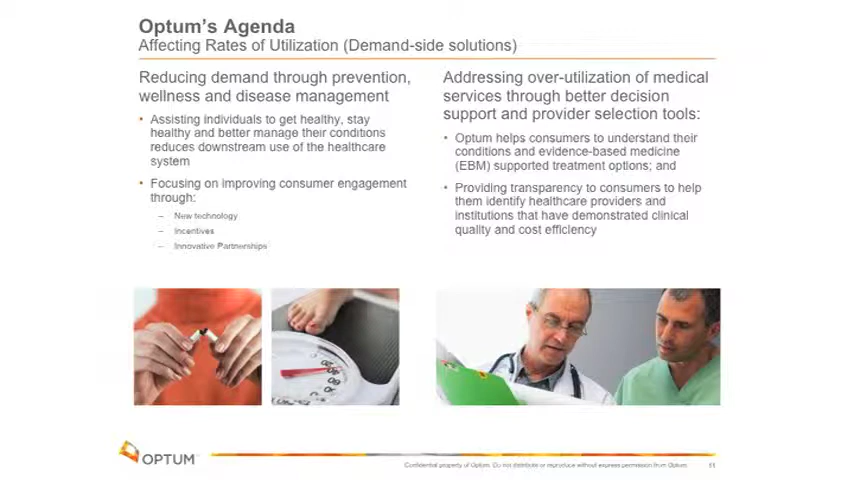 Optum's Agenda
Affecting Rates of Utilization (Demand-side solutions)
Reducing demand through prevention,
wellness and disease management
• Assisting individuals to get healthy, stay
healthy and better manage their conditions
reduces downstream use of the healthcare
system
• Focusing on improving consumer engagement
through:
– New technology
– Incentives
– Innovative Partnerships
Addressing over-utilization of medical
services through better decision
support and provider selection tools:
• Optum helps consumers to understand their
conditions and evidence-based medicine
(EBM) supported treatment options; and
• Providing transparency to consumers to help
them identify healthcare providers and
institutions that have demonstrated clinical
quality and cost efficiency
OPTUM
Confidential property of Optum. Do not distribute or reproduce without express permission from Optum.
11